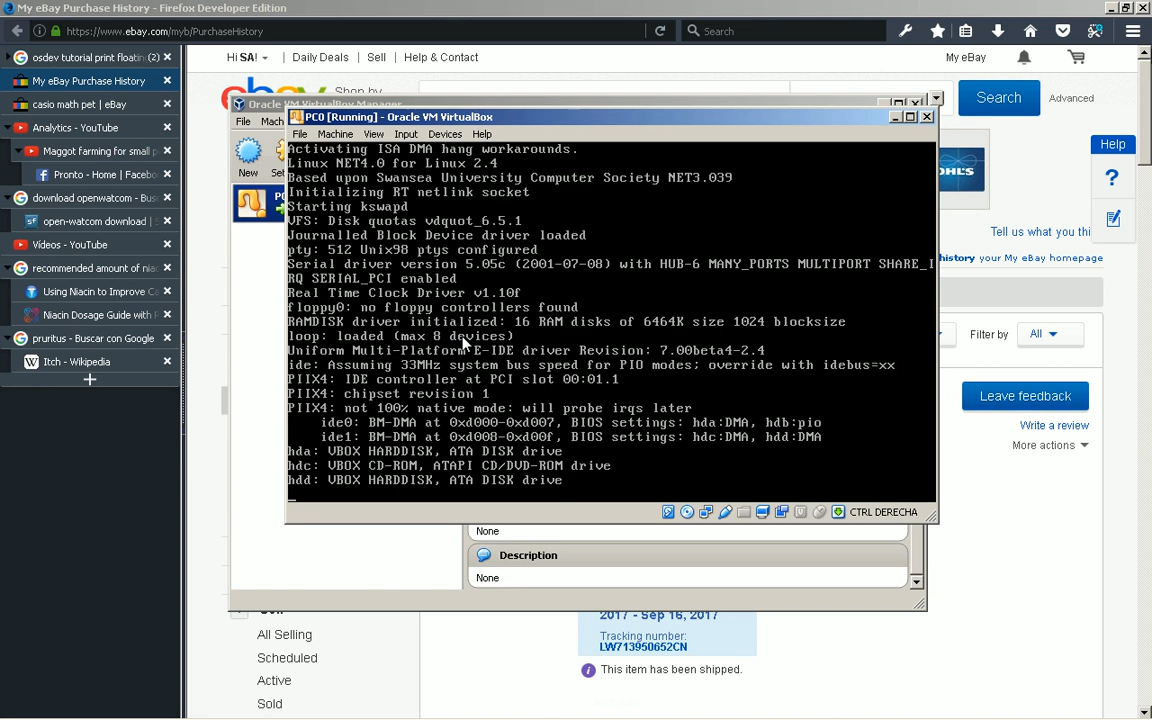 My eBay Purchase History - Firefox Developer Edition
https://www.ebay.com/myb/PurchaseHistory
Search
osdev tutorial print floatin (2)
My eBay Purchase History
casio math pet | eBay
Analytics - YouTube
Maggot farming for small p
Pronto - Home | Faceb
download openwatcom - Bus
open-watcom download | S
Vídeos - YouTube
recommended amount of nia
Using Niacin to Improve C
Niacin Dosage Guide with
pruritus - Buscar con Google
Itch - Wikipedia
Hi SA!
Daily Deals
Sell
Help & Contact
My eBay
Shop by
Search
Advanced
Help
OHL'S
Tell us what you thi
history your My eBay homepage
Filter by
All
Leave feedback
Write a review
More actions
Oracle VM VirtualBox Manager
File
Mach
New
Set
PC0 [Running] - Oracle VM VirtualBox
File Machine View Input Devices Help
Activating ISA DMA hang workarounds.
Linux NET4.0 for Linux 2.4
Based upon Swansea University Computer Society NET3.039
Initializing RT netlink socket
Starting kswapd
VFS: Disk quotas vdquot_6.5.1
Journalled Block Device driver loaded
pty: 512 Unix98 ptys configured
Serial driver version 5.05c (2001-07-08) with HUB-6 MANY_PORTS MULTIPORT SHARE_I
RQ SERIAL_PCI enabled
Real Time Clock Driver v1.10f
floppy0: no floppy controllers found
RAMDISK driver initialized: 16 RAM disks of 6464K size 1024 blocksize
loop: loaded (max 8 devices)
Uniform Multi-Platform E-IDE driver Revision: 7.00beta4-2.4
ide: Assuming 33MHz system bus speed for PIO modes; override with idebus=xx
PIIX4: IDE controller at PCI slot 00:01.1
PIIX4: chipset revision 1
PIIX4: not 100% native mode: will probe irqs later
ide0: BM-DMA at 0xd000-0xd007, BIOS settings: hda:DMA, hdb:pio
ide1: BM-DMA at 0xd008-0xd00f, BIOS settings: hdc:DMA, hdd:DMA
hda: VBOX HARDDISK, ATA DISK drive
hdc: VBOX CD-ROM, ATAPI CD/DVD-ROM drive
hdd: VBOX HARDDISK, ATA DISK drive
CTRL DERECHA
None
Description
None
2017 - Sep 16, 2017
Tracking number:
LW713950652CN
This item has been shipped.
All Selling
Scheduled
Active
Sold